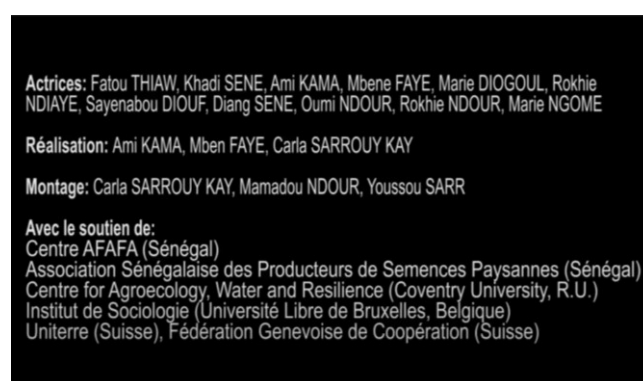 Actrices: Fatou THIAW, Khadi SENE, Ami KAMA, Mbene FAYE, Marie DIOGOUL, Rokhie
NDIAYE, Sayenabou DIOUF, Diang SENE, Oumi NDOUR, Rokhie NDOUR, Marie NGOME
Réalisation: Ami KAMA, Mben FAYE, Carla SARROUY KAY
Montage: Carla SARROUY KAY, Mamadou NDOUR, Youssou SARR
Avec le soutien de:
Centre AFAFA (Sénégal)
Association Sénégalaise des Producteurs de Semences Paysannes (Sénégal)
Centre for Agroecology, Water and Resilience (Coventry University, R.U.)
Institut de Sociologie (Université Libre de Bruxelles, Belgique)
Uniterre (Suisse), Fédération Genevoise de Coopération (Suisse)